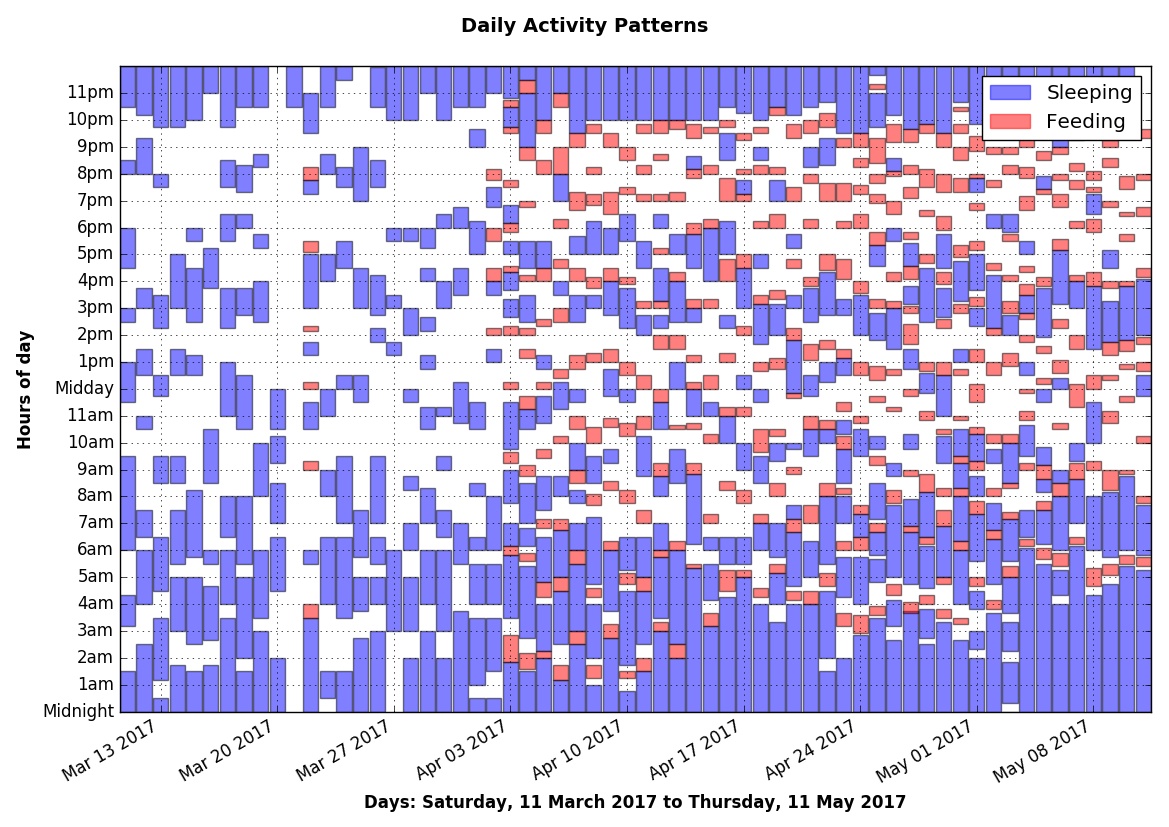 Daily Activity Patterns
Sleeping
Feeding
Hours of day
11pm
10pm
9pm
8pm
7pm
6pm
5pm
4pm
3pm
2pm
1pm
Midday
11am
10am
9am
8am
7am
6am
5am
4am
3am
2am
1am
Midnight
Mar 13 2017
Mar 20 2017
Mar 27 2017
Apr 03 2017
Apr 10 2017
Apr 17 2017
Apr 24 2017
May 01 2017
May 08 2017
Days: Saturday, 11 March 2017 to Thursday, 11 May 2017